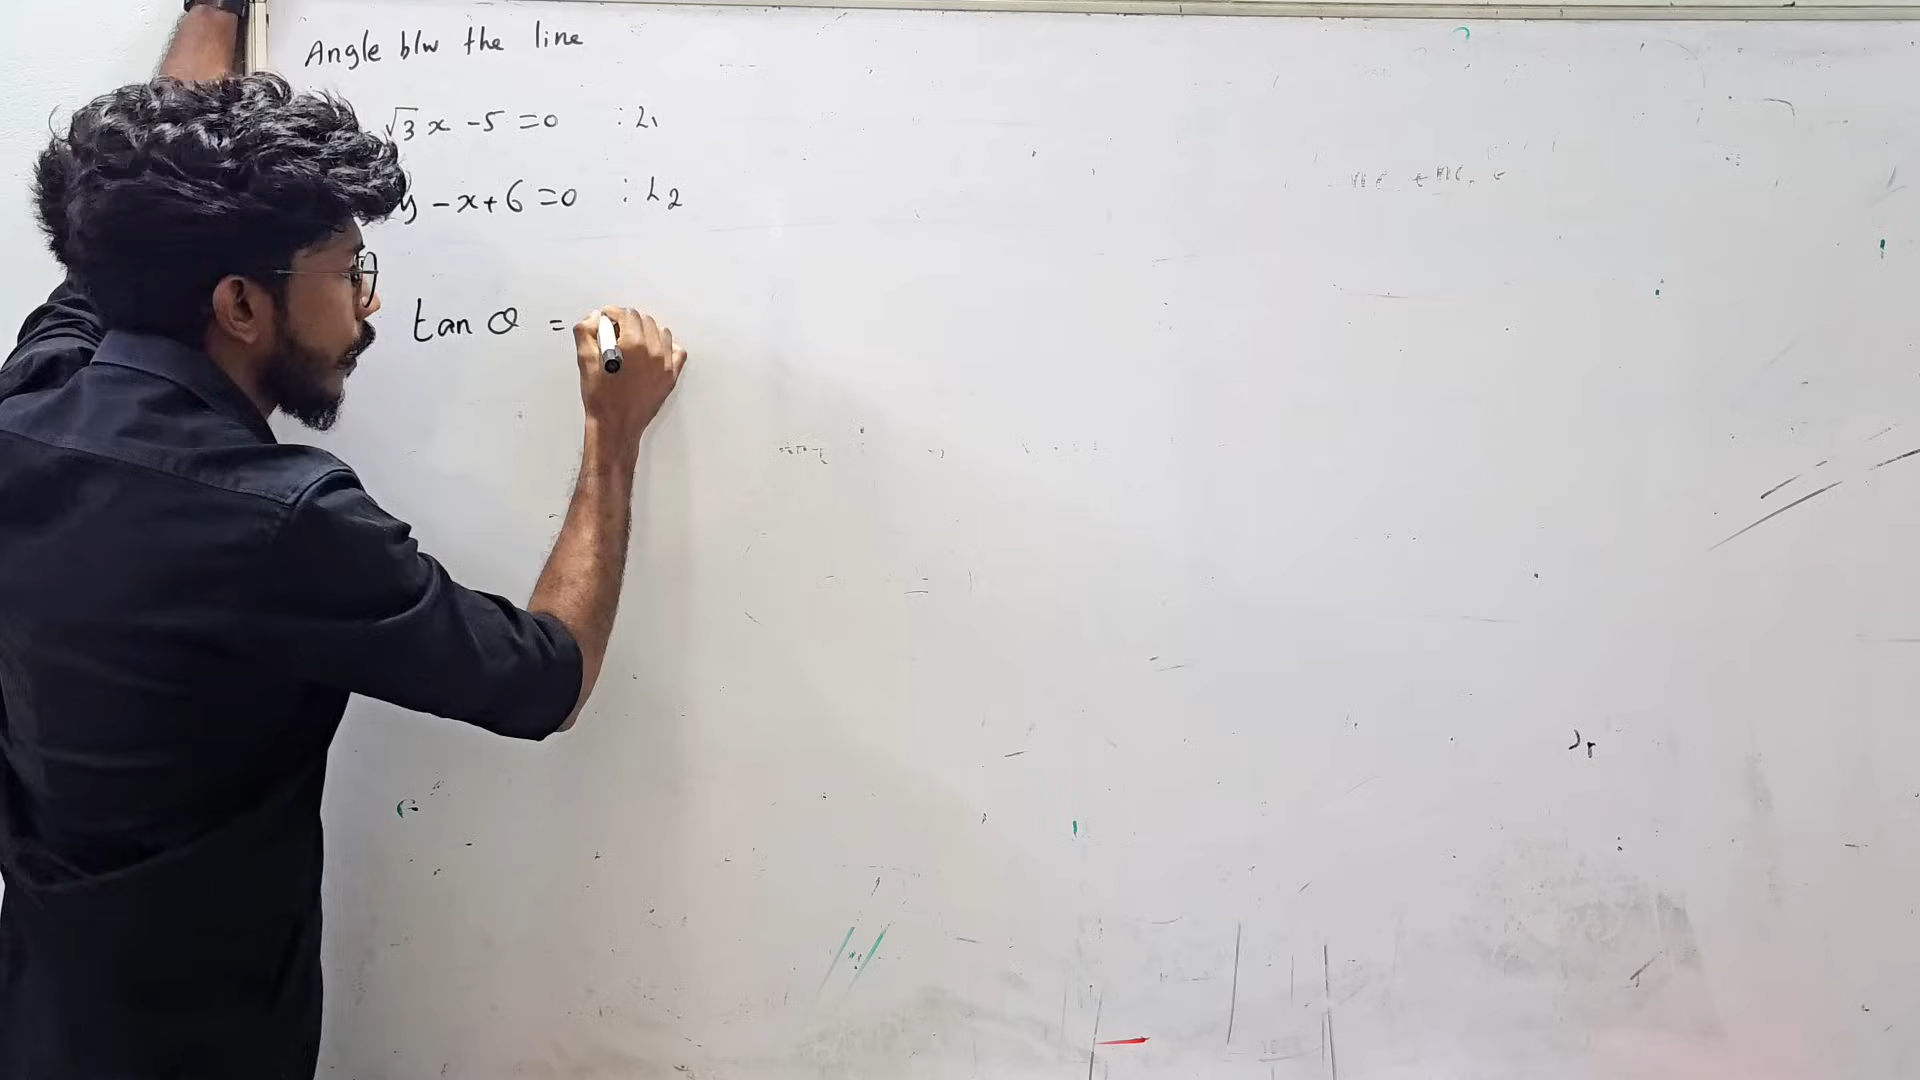 Angle b/w the line
√3 x - 5 = 0 : L₁
y - x + 6 = 0 : L₂
tan θ =